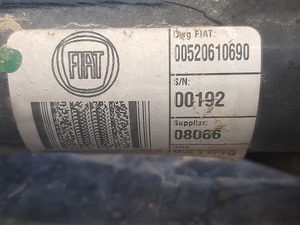 Dwg FIAT:
00520610690
FIAT
S/N:
00192
Supplier:
08066